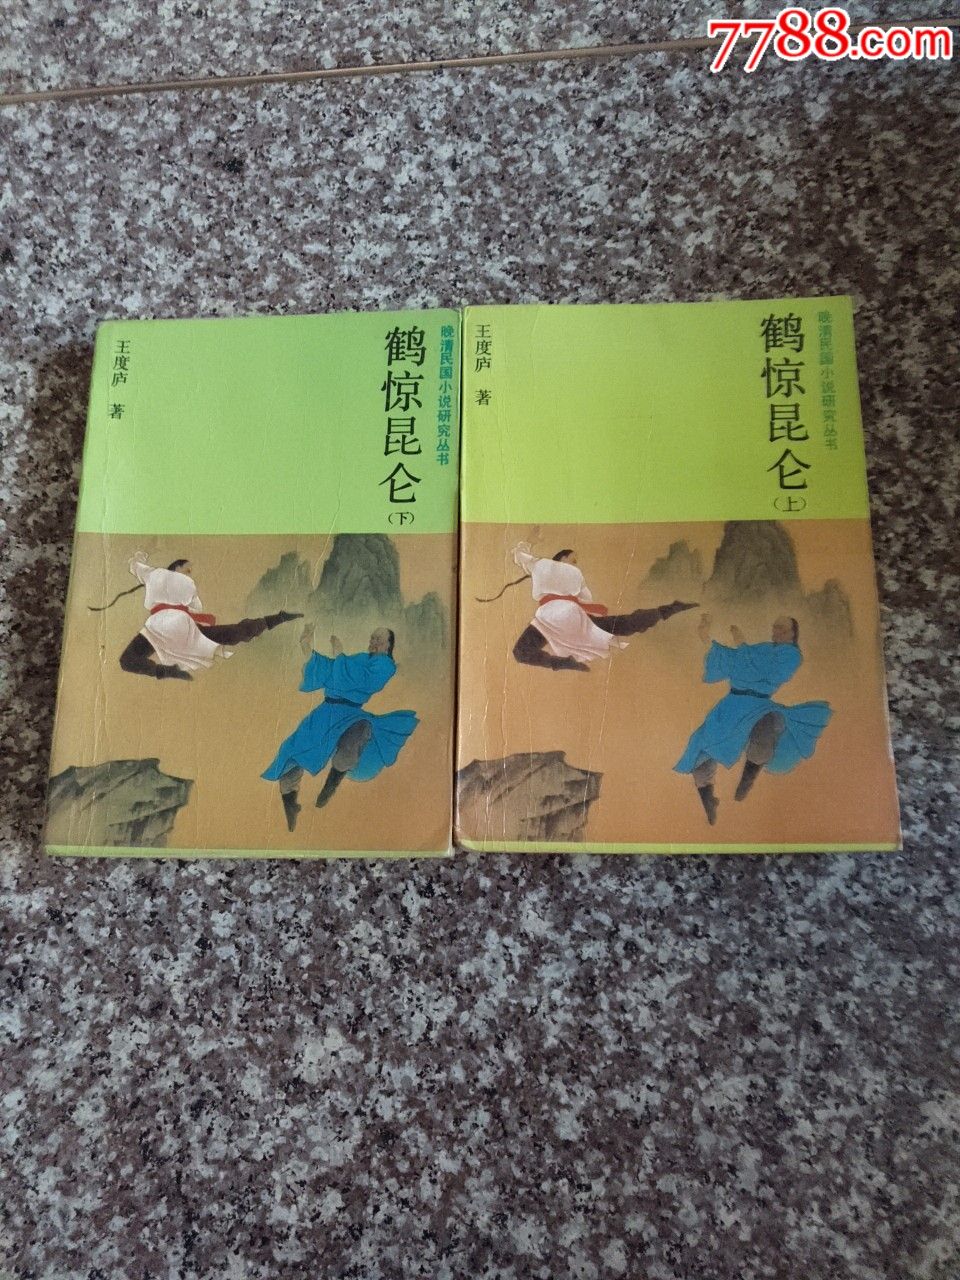 7788.com
晚清民国小说研究丛书
鹤惊昆仑
(下)
王度庐 著
晚清民国小说研究丛书
鹤惊昆仑
(上)
王度庐 著